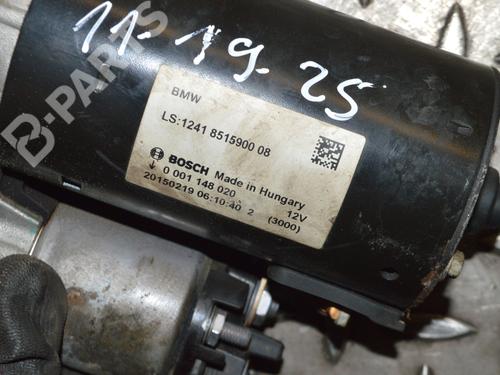 11-19-25
BMW
LS:1241 8515900 08
BOSCH Made in Hungary
0 001 148 020 12V
20150219 06:10:40 2 (3000)
B-PARTS
B-PARTS